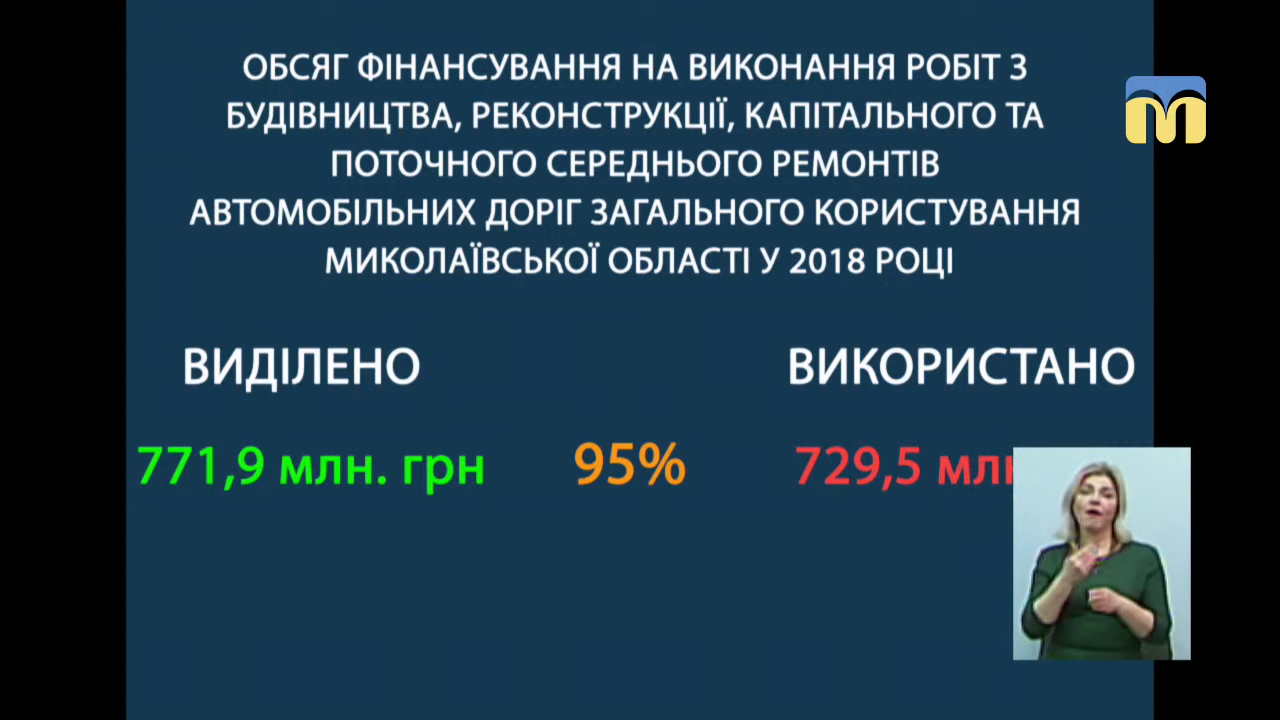 ОБСЯГ ФІНАНСУВАННЯ НА ВИКОНАННЯ РОБІТ З
БУДІВНИЦТВА, РЕКОНСТРУКЦІЇ, КАПІТАЛЬНОГО ТА
ПОТОЧНОГО СЕРЕДНЬОГО РЕМОНТІВ
АВТОМОБІЛЬНИХ ДОРІГ ЗАГАЛЬНОГО КОРИСТУВАННЯ
МИКОЛАЇВСЬКОЇ ОБЛАСТІ У 2018 РОЦІ
ВИДІЛЕНО ВИКОРИСТАНО
771,9 млн. грн 95% 729,5